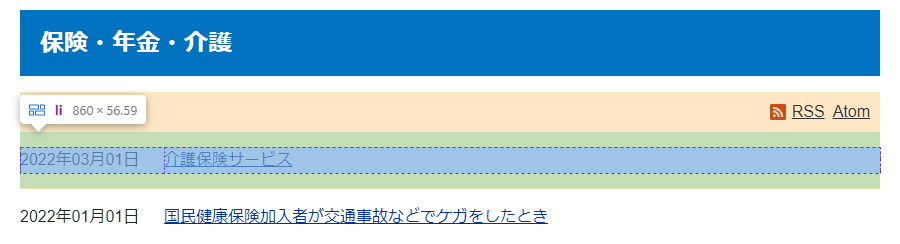 保険・年金・介護
li 860 × 56.59
RSS Atom
2022年03月01日 介護保険サービス
2022年01月01日 国民健康保険加入者が交通事故などでケガをしたとき